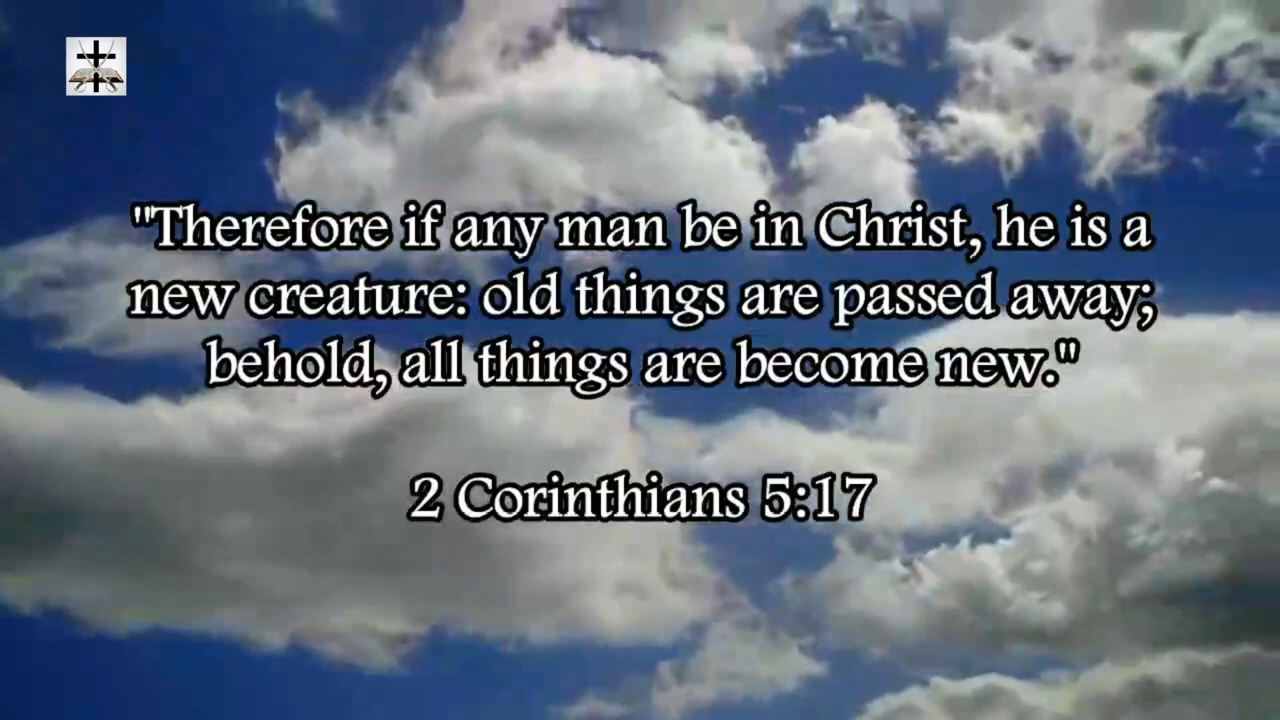 "Therefore if any man be in Christ, he is a
new creature: old things are passed away;
behold, all things are become new."
2 Corinthians 5:17